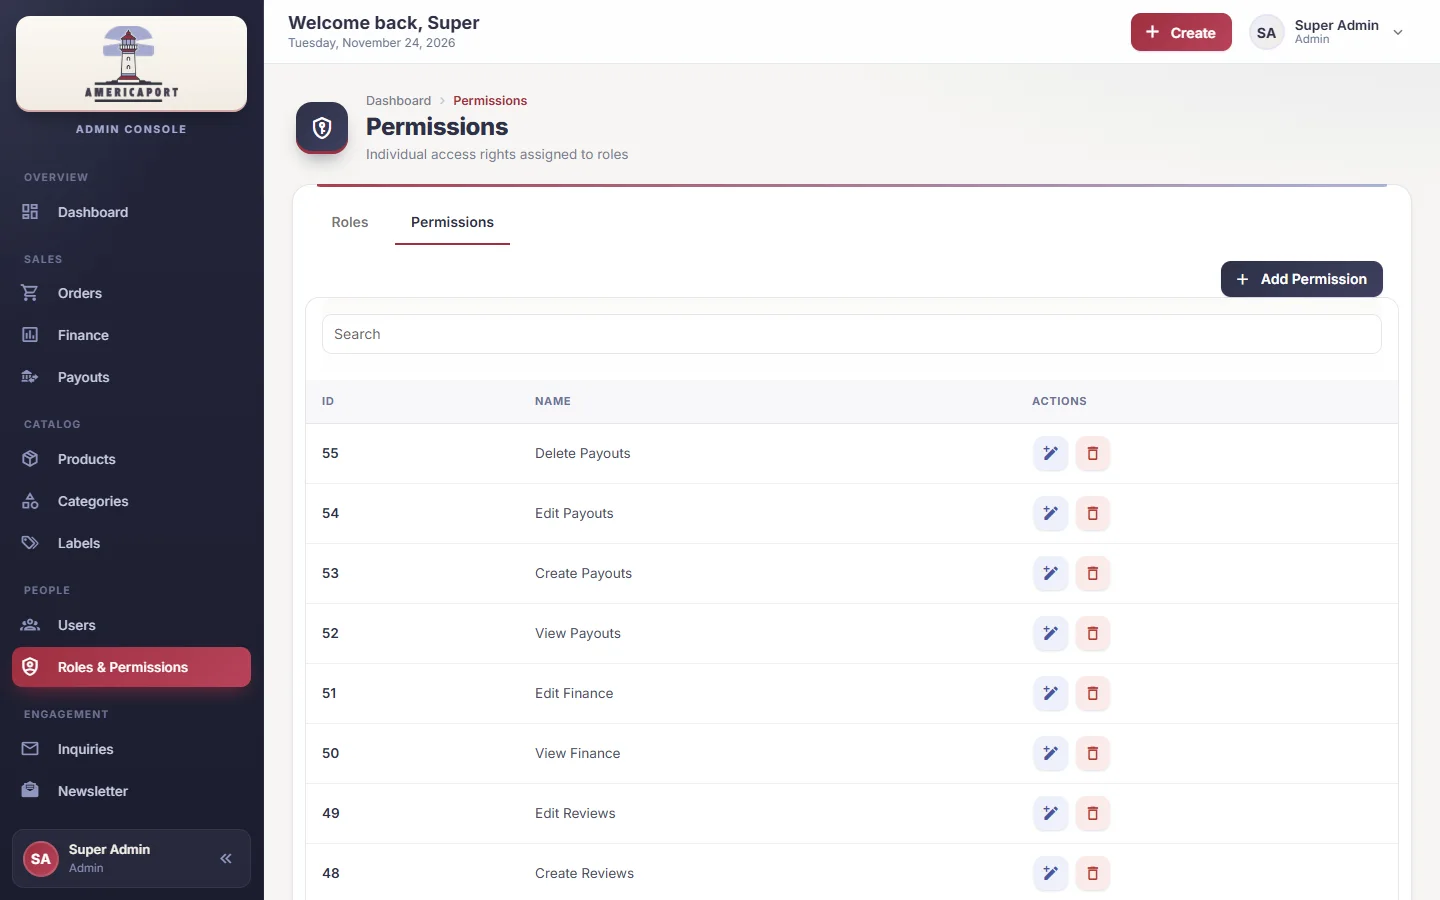 AMERICAPORT
ADMIN CONSOLE
OVERVIEW
Dashboard
SALES
Orders
Finance
Payouts
CATALOG
Products
Categories
Labels
PEOPLE
Users
Roles & Permissions
ENGAGEMENT
Inquiries
Newsletter
SA
Super Admin
Admin
Welcome back, Super
Tuesday, November 24, 2026
+ Create
SA
Super Admin
Admin
Dashboard > Permissions
Permissions
Individual access rights assigned to roles
Roles Permissions
+ Add Permission
Search
ID NAME ACTIONS
55 Delete Payouts
54 Edit Payouts
53 Create Payouts
52 View Payouts
51 Edit Finance
50 View Finance
49 Edit Reviews
48 Create Reviews